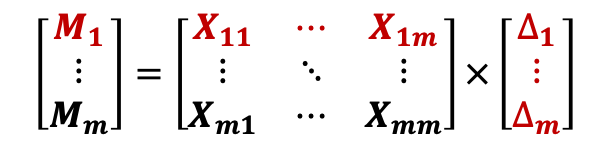 [M₁] = [X₁₁ ⋯ X₁ₘ] × [Δ₁]
[⋮] [⋮ ⋱ ⋮] [⋮]
[Mₘ] [Xₘ₁ ⋯ Xₘₘ] [Δₘ]